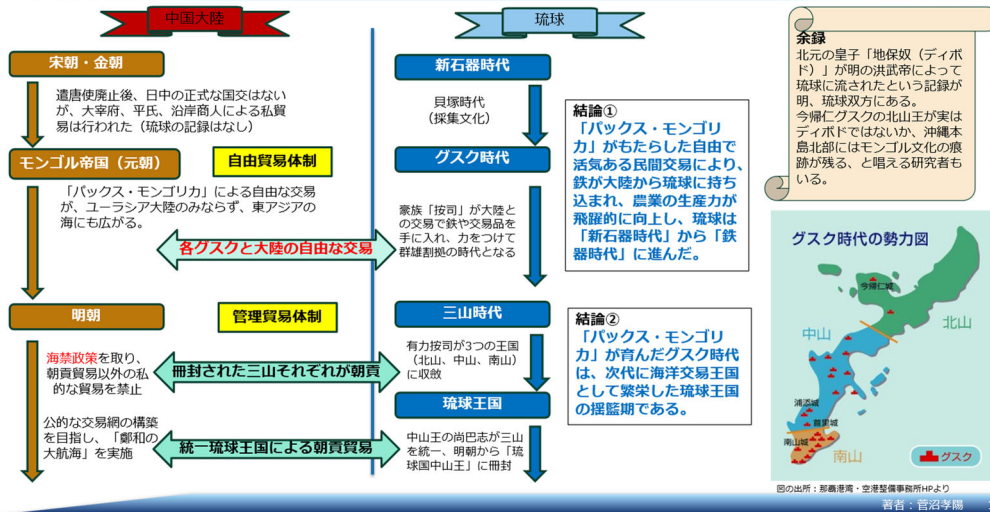 中国大陸
琉球
宋朝・金朝
遣唐使廃止後、日中の正式な国交はない
が、大宰府、平氏、沿岸商人による私貿
易は行われた（琉球の記録はなし）
モンゴル帝国（元朝）
自由貿易体制
「パックス・モンゴリカ」による自由な交易
が、ユーラシア大陸のみならず、東アジアの
海にも広がる。
各グスクと大陸の自由な交易
明朝
管理貿易体制
海禁政策を取り、
朝貢貿易以外の私
的な貿易を禁止
冊封された三山それぞれが朝貢
公的な交易網の構築
を目指し、「鄭和の
大航海」を実施
統一琉球王国による朝貢貿易
新石器時代
貝塚時代
（採集文化）
グスク時代
豪族「按司」が大陸と
の交易で鉄や交易品を
手に入れ、力をつけて
群雄割拠の時代となる
三山時代
有力按司が3つの王国
（北山、中山、南山）
に収斂
琉球王国
中山王の尚巴志が三山
を統一、明朝から「琉
球国中山王」に冊封
結論①
「パックス・モンゴリ
カ」がもたらした自由で
活気ある民間交易により、
鉄が大陸から琉球に持ち
込まれ、農業の生産力が
飛躍的に向上し、琉球は
「新石器時代」から「鉄
器時代」に進んだ。
結論②
「パックス・モンゴリ
カ」が育んだグスク時代
は、次代に海洋交易王国
として繁栄した琉球王国
の揺籃期である。
余録
北元の皇子「地保奴（ディボ
ド）」が明の洪武帝によって
琉球に流されたという記録が
明、琉球双方にある。
今帰仁グスクの北山王が実は
ディボドではないか、沖縄本
島北部にはモンゴル文化の痕
跡が残る、と唱える研究者も
いる。
グスク時代の勢力図
今帰仁城
北山
中山
浦添城
首里城
南山城
南山
グスク
図の出所：那覇港湾・空港整備事務所HPより
著者：菅沼孝陽